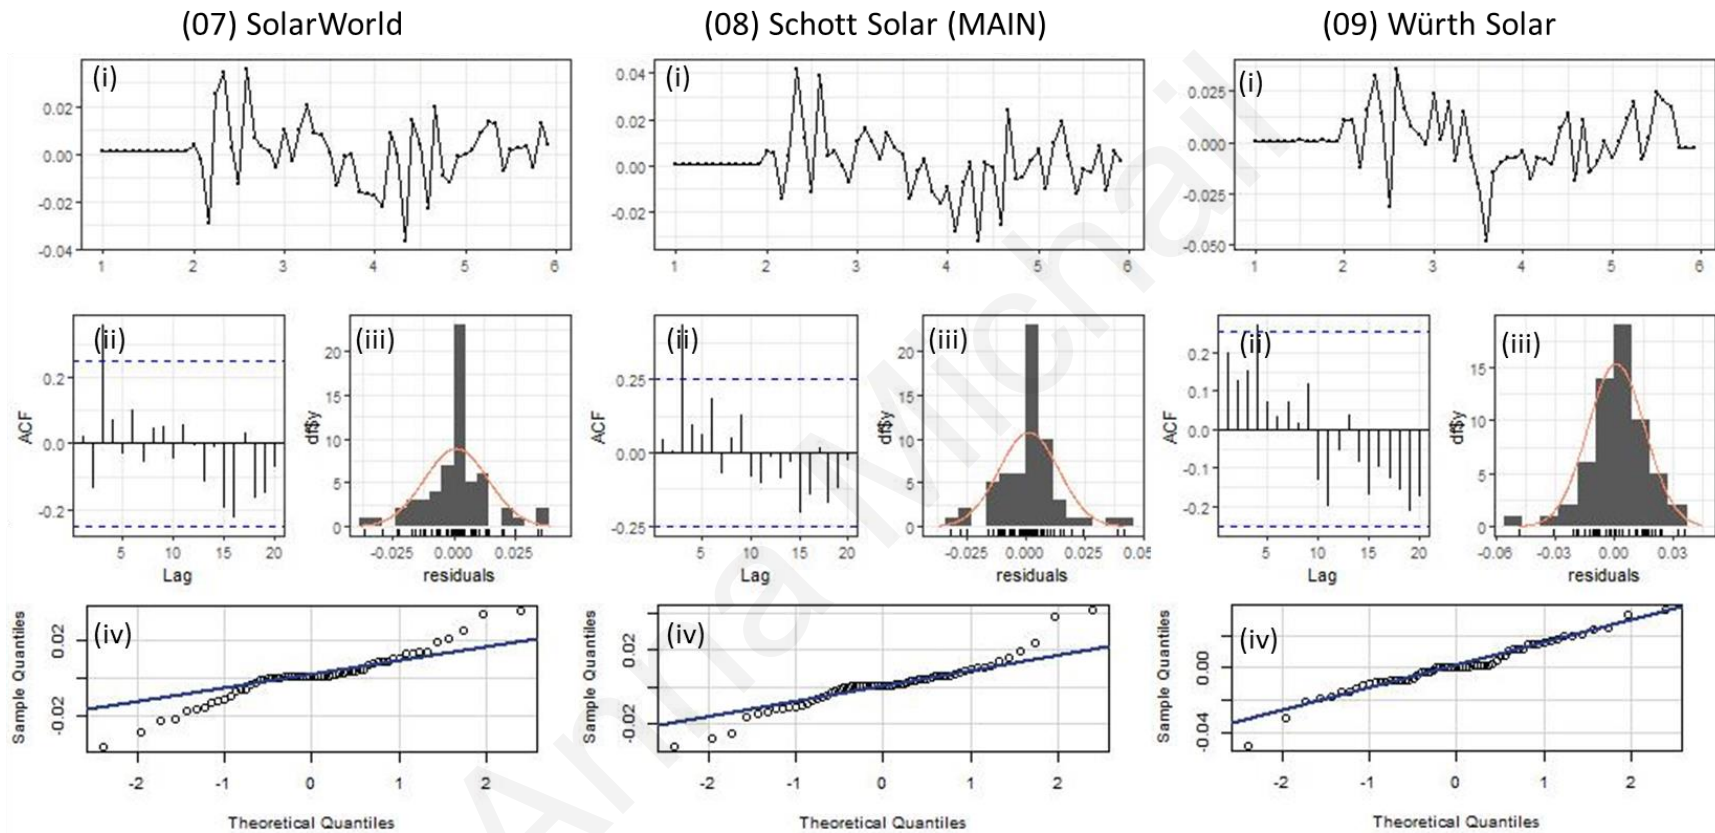 (07) SolarWorld
(08) Schott Solar (MAIN)
(09) Würth Solar
(i)
0.02
0.00
-0.02
-0.04
1 2 3 4 5 6
(i)
0.04
0.02
0.00
-0.02
1 2 3 4 5 6
(i)
0.025
0.000
-0.025
-0.050
1 2 3 4 5 6
(ii)
ACF
0.2
0.0
-0.2
5 10 15 20
Lag
(iii)
df$y
20
15
10
5
0
-0.025 0.000 0.025
residuals
(ii)
ACF
0.25
0.00
-0.25
5 10 15 20
Lag
(iii)
df$y
20
15
10
5
0
-0.025 0.000 0.025 0.05
residuals
(ii)
ACF
0.2
0.1
0.0
-0.1
-0.2
5 10 15 20
Lag
(iii)
df$y
15
10
5
0
-0.06 -0.03 0.00 0.03
residuals
(iv)
Sample Quantiles
0.02
-0.02
-2 -1 0 1 2
Theoretical Quantiles
(iv)
Sample Quantiles
0.02
-0.02
-2 -1 0 1 2
Theoretical Quantiles
(iv)
Sample Quantiles
0.00
-0.04
-2 -1 0 1 2
Theoretical Quantiles
Anna Michail